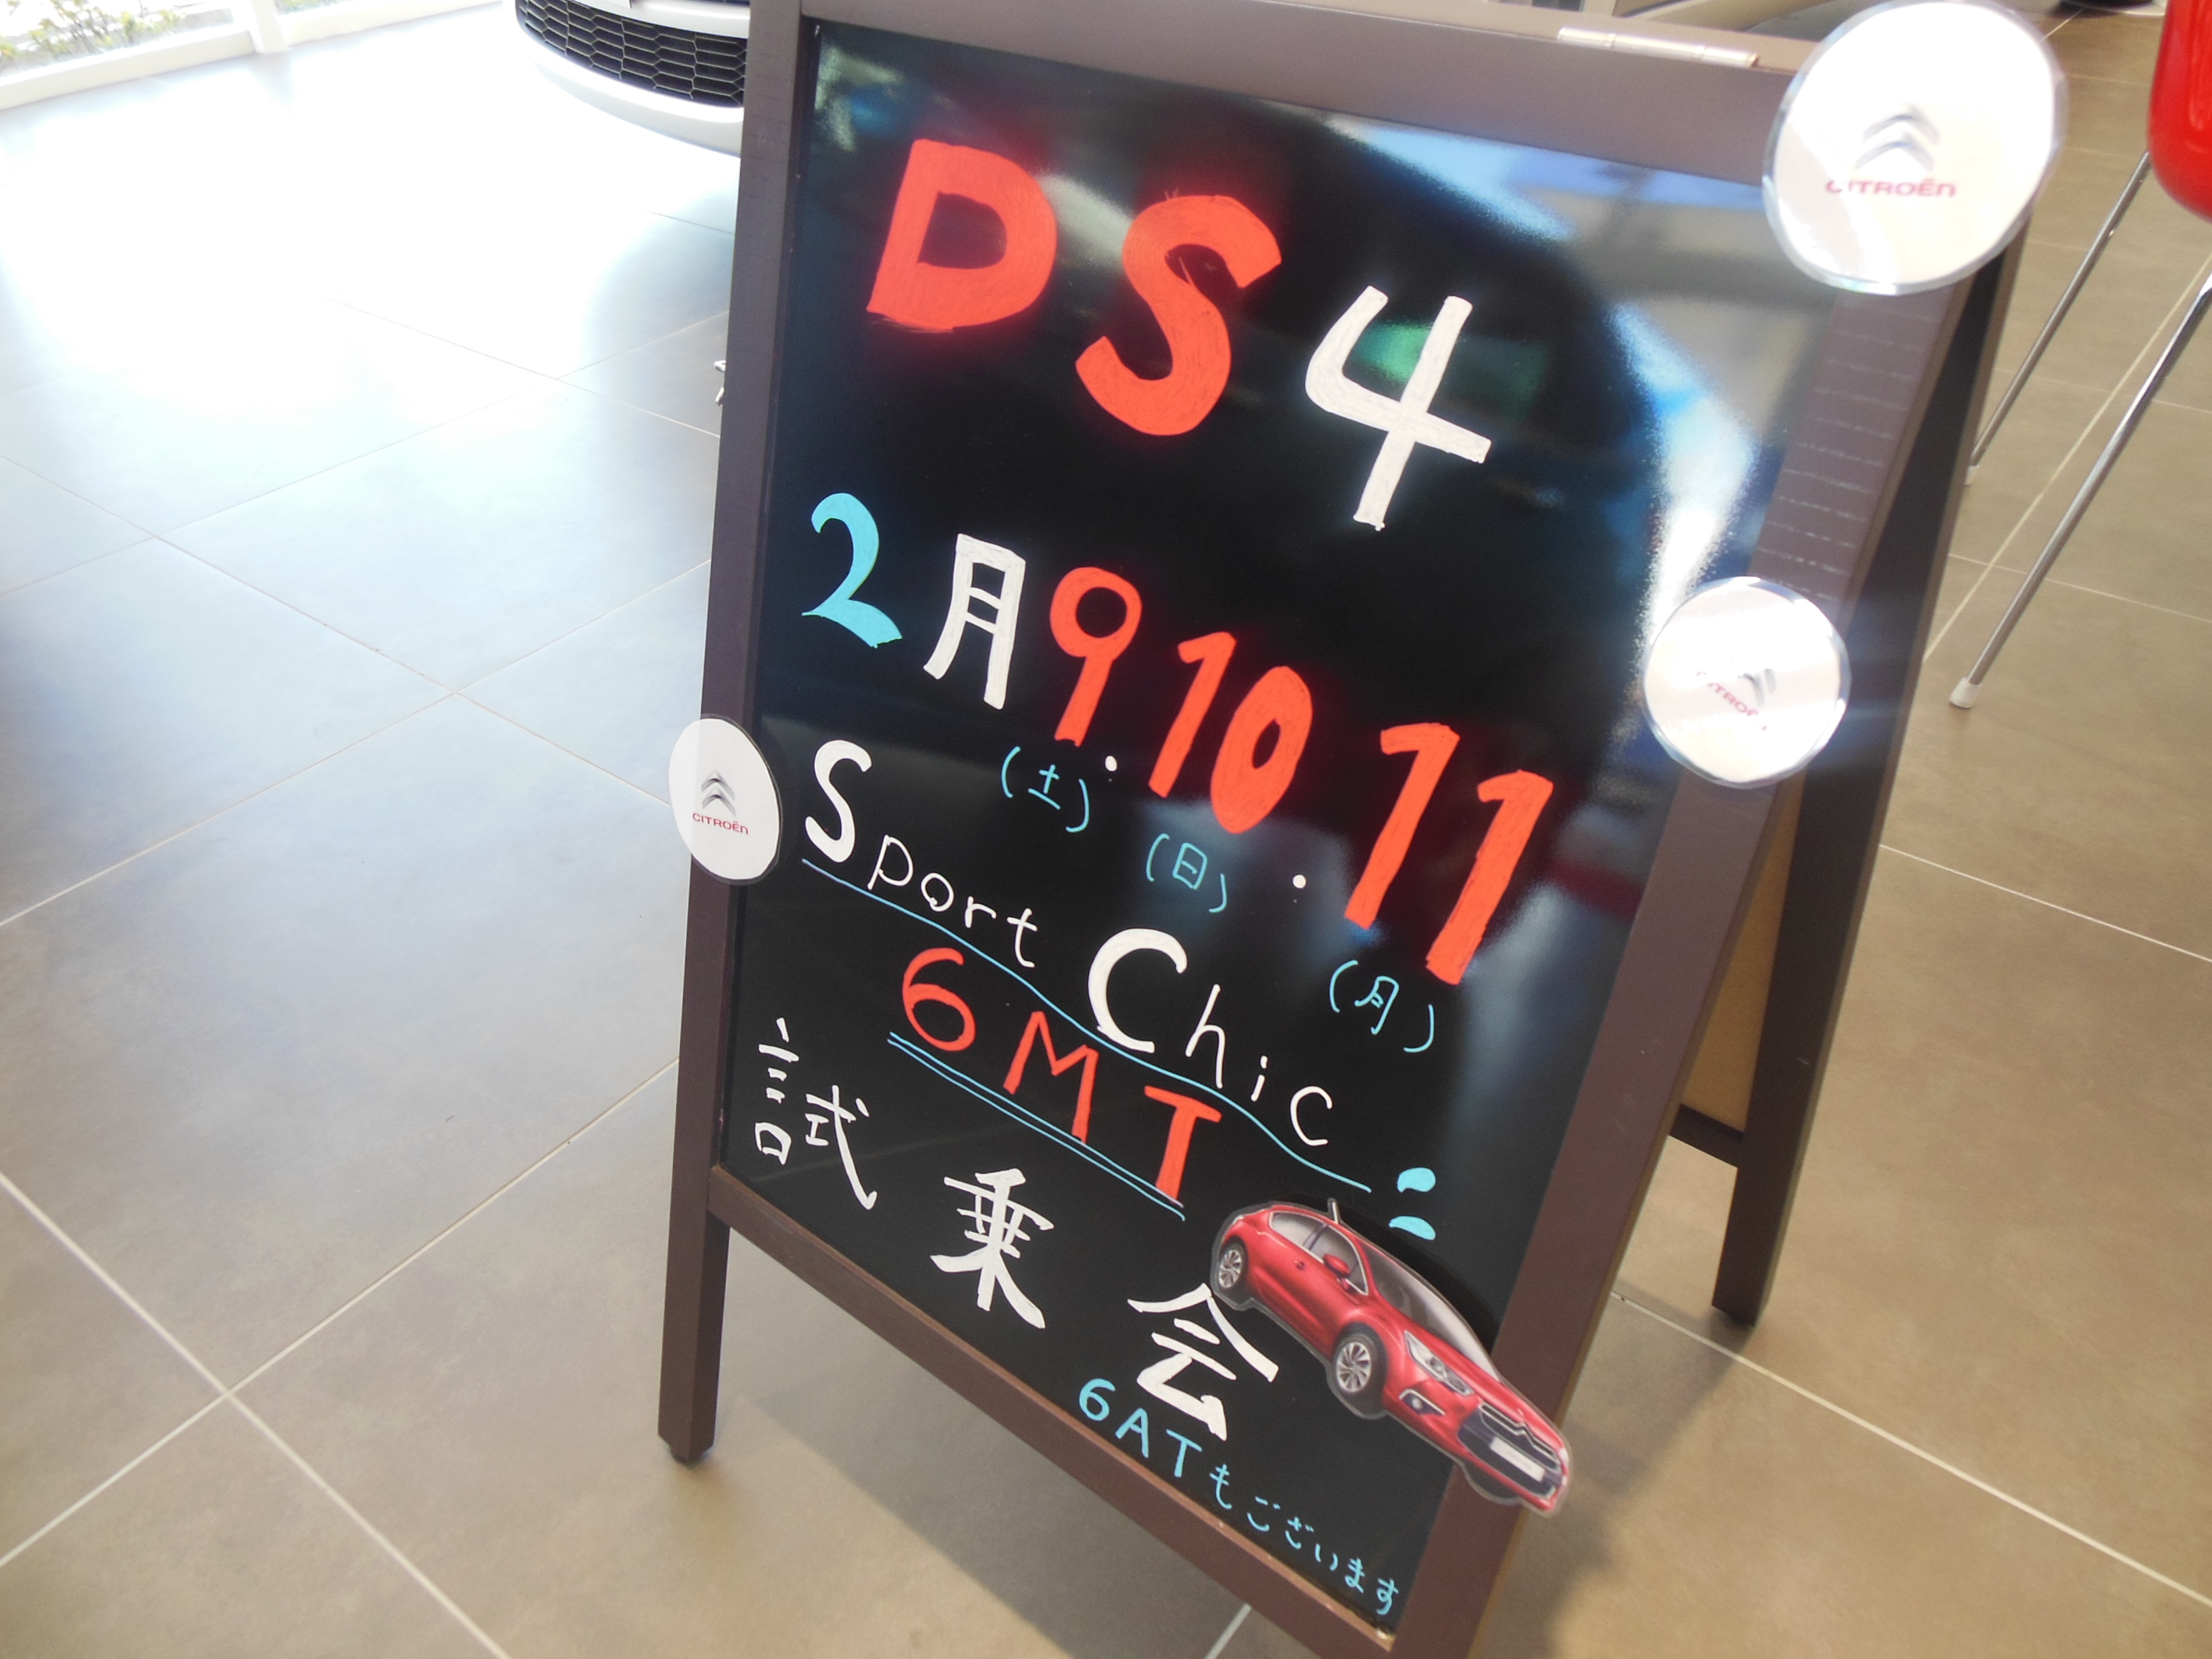 DS4
2月9(土)・10(日)・11(月)
Sport Chic
6MT
試乗会
6ATもございます
CITROËN
CITROËN
CITROËN